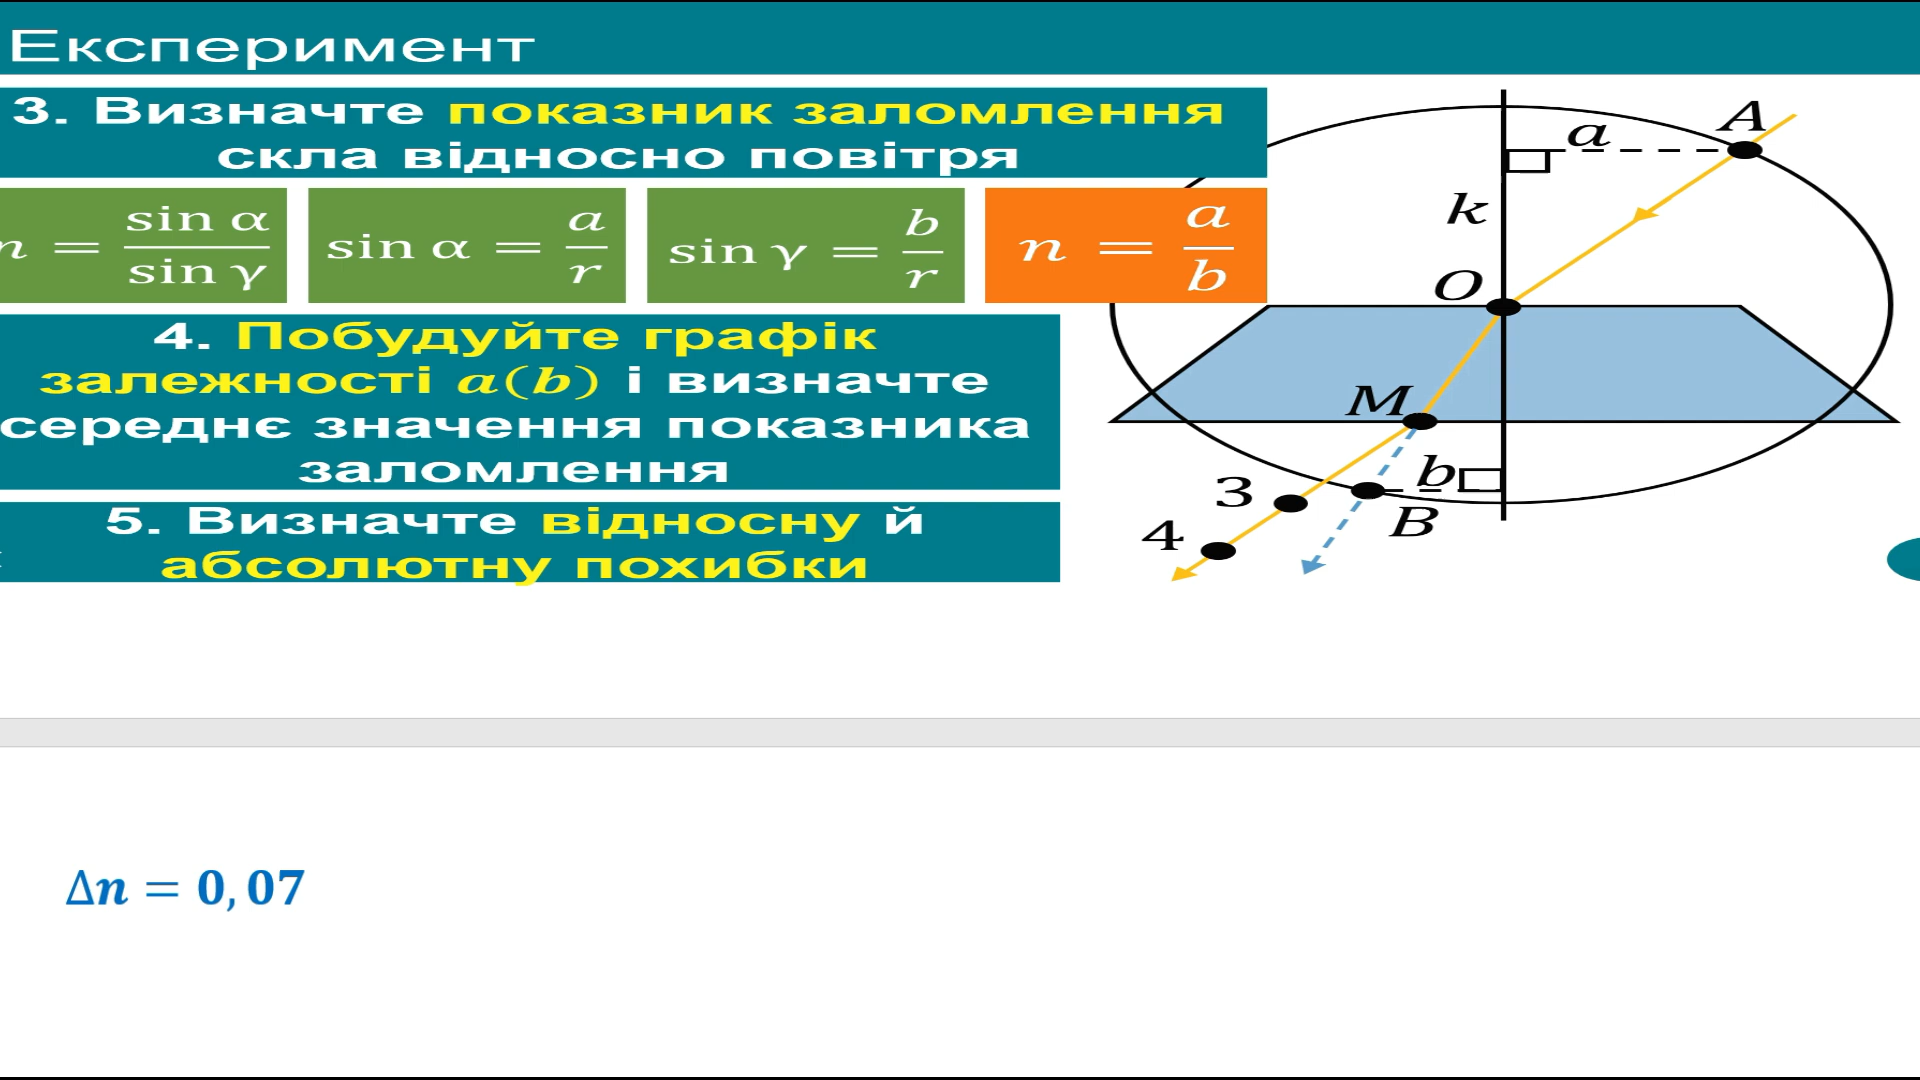 Експеримент
3. Визначте показник заломлення
скла відносно повітря
n = sin α / sin γ
sin α = a / r
sin γ = b / r
n = a / b
4. Побудуйте графік
залежності a(b) і визначте
середнє значення показника
заломлення
5. Визначте відносну й
абсолютну похибки
A
a
k
O
M
b
3
B
4
Δn = 0,07